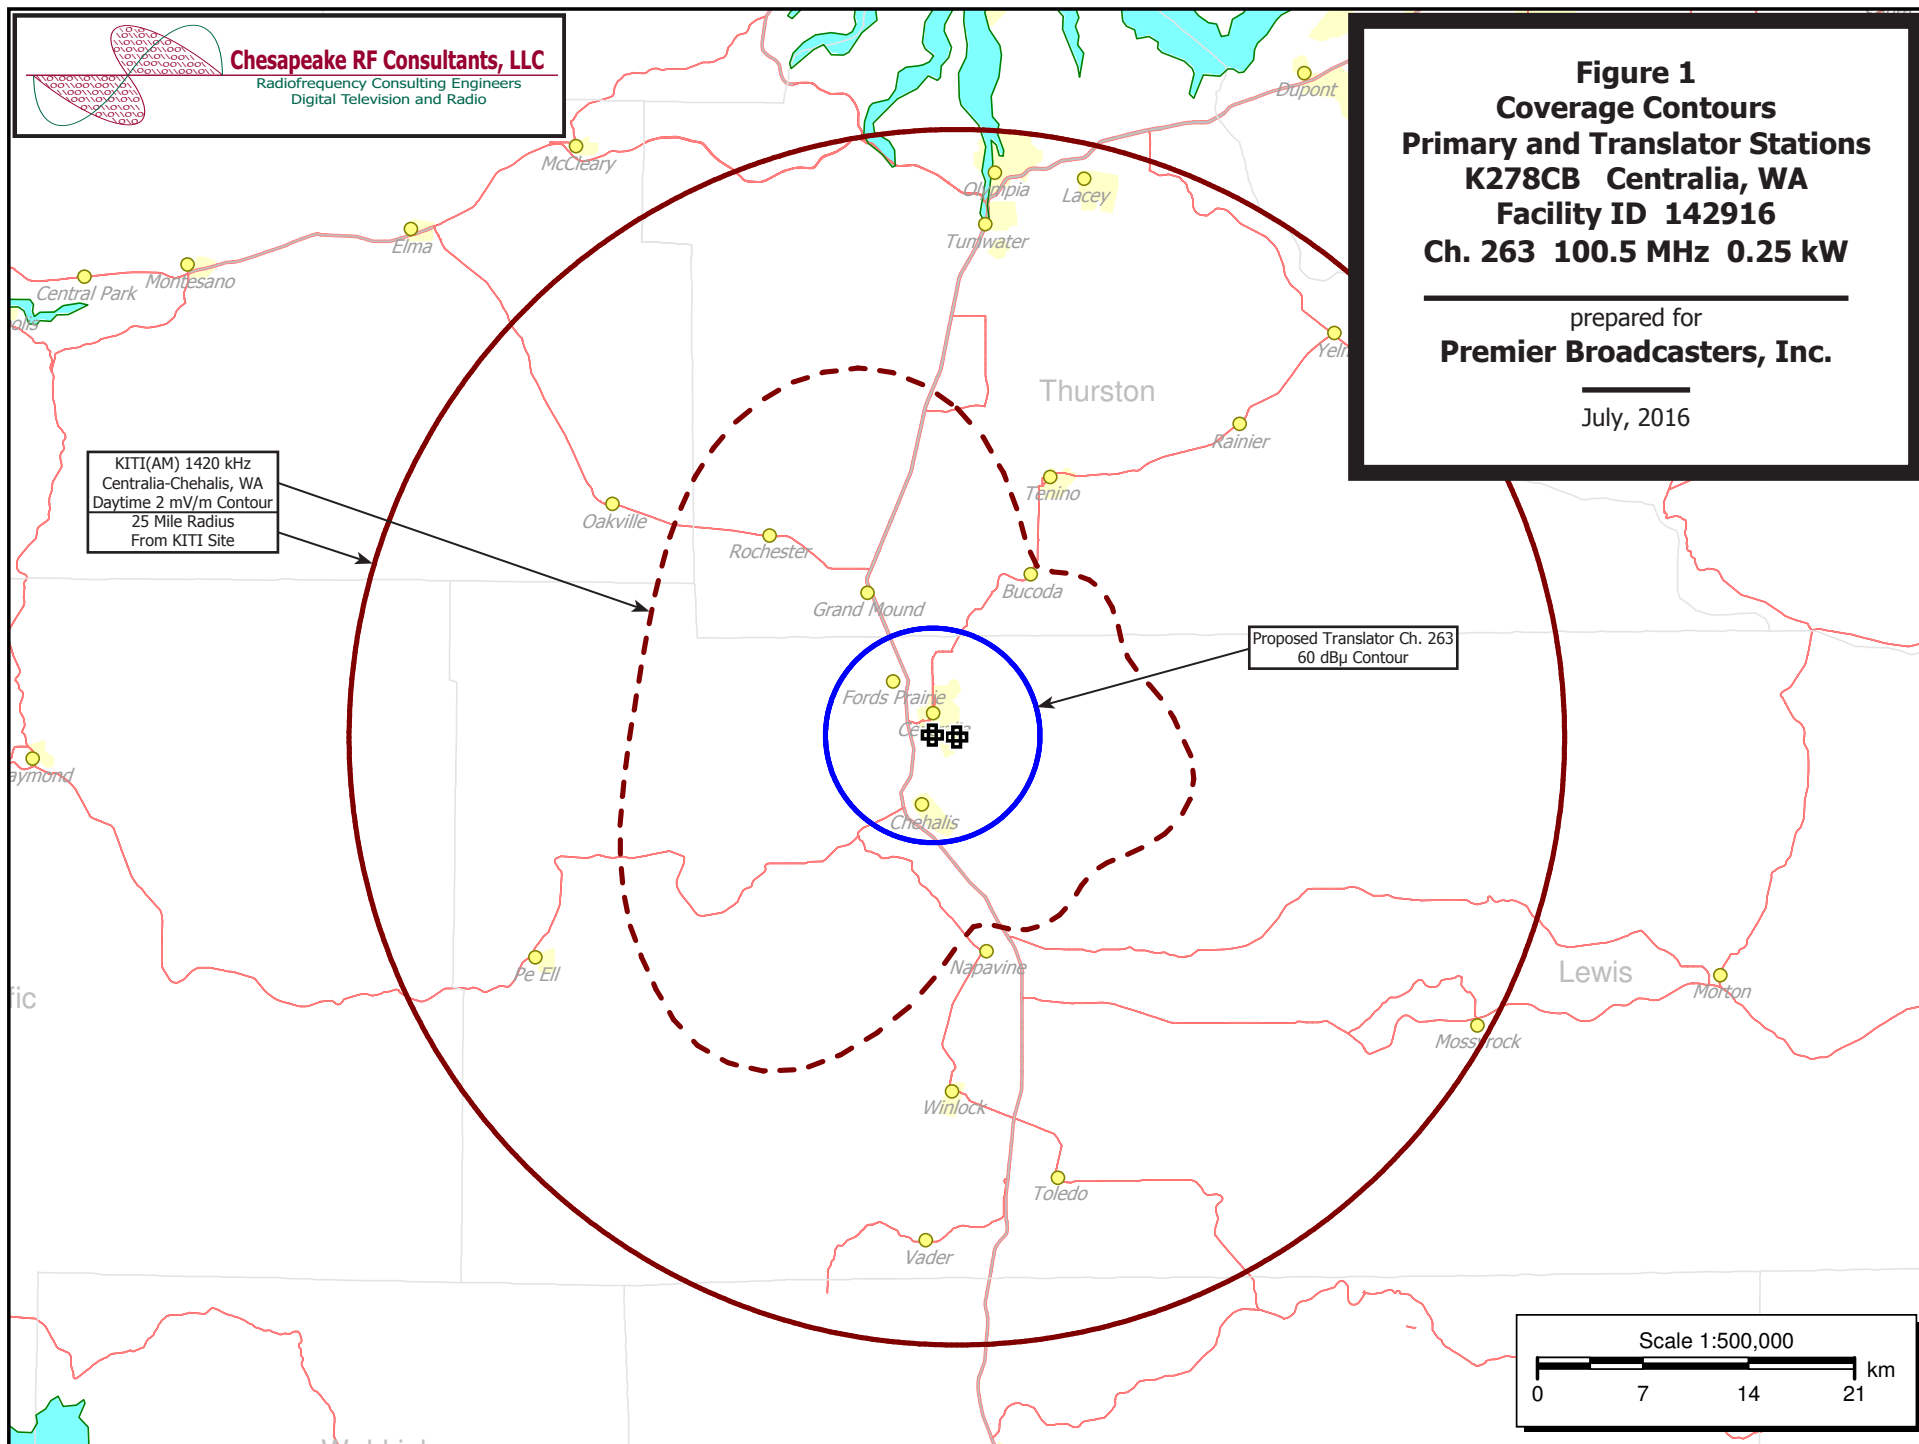 Chesapeake RF Consultants, LLC
Radiofrequency Consulting Engineers
Digital Television and Radio
Figure 1
Coverage Contours
Primary and Translator Stations
K278CB Centralia, WA
Facility ID 142916
Ch. 263 100.5 MHz 0.25 kW
prepared for
Premier Broadcasters, Inc.
July, 2016
Dupont
McCleary
Olympia
Lacey
Elma
Tumwater
Montesano
Central Park
olis
Yelm
Thurston
Rainier
KITI(AM) 1420 kHz
Centralia-Chehalis, WA
Daytime 2 mV/m Contour
25 Mile Radius
From KITI Site
Tenino
Oakville
Rochester
Bucoda
Grand Mound
Proposed Translator Ch. 263
60 dBµ Contour
Fords Prairie
Centralia
aymond
Chehalis
Napavine
Pe Ell
Lewis
Morton
fic
Mossyrock
Winlock
Toledo
Vader
Scale 1:500,000
km
0 7 14 21